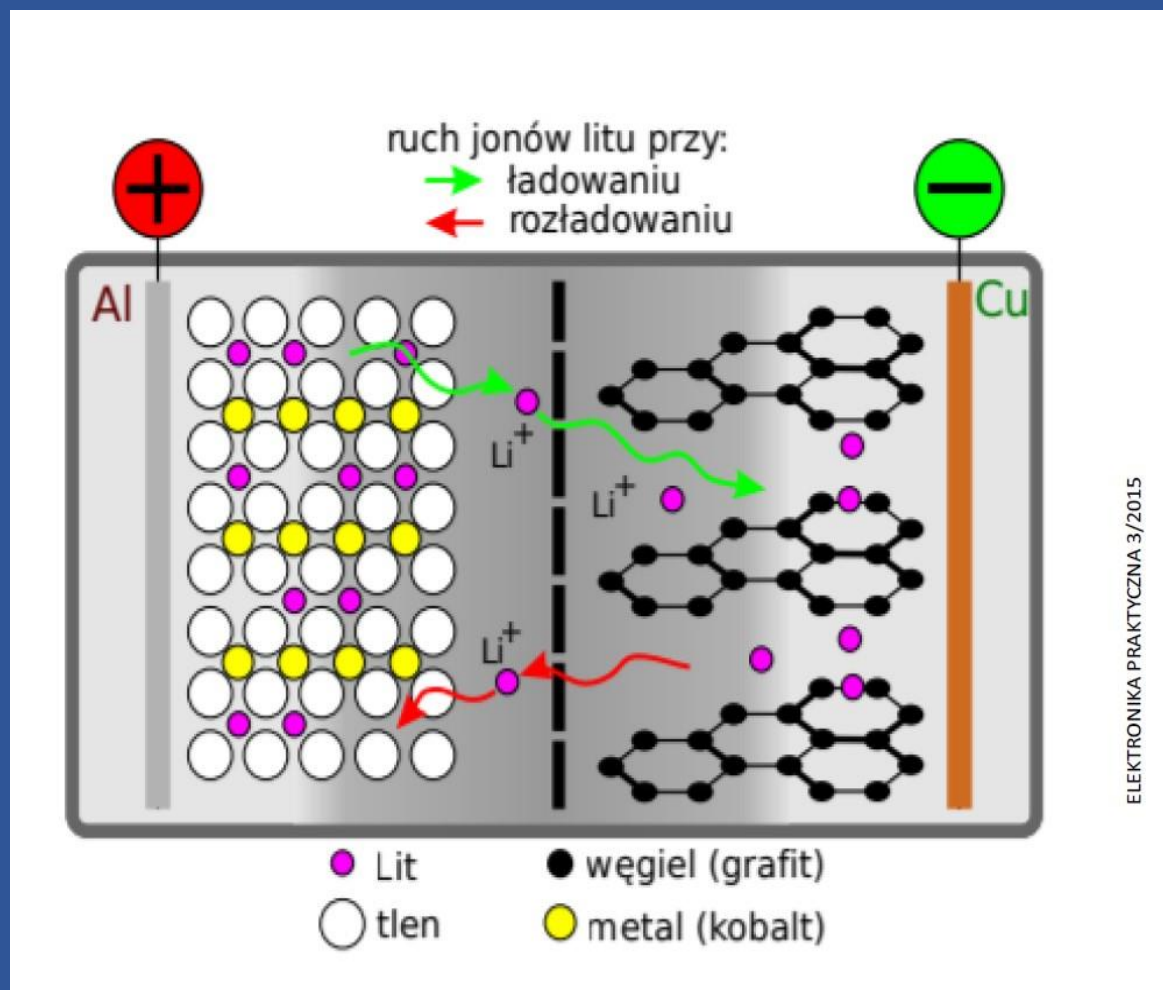 ruch jonów litu przy:
ładowaniu
rozładowaniu
+
−
Al
Cu
Li+
Li+
Li+
Lit
węgiel (grafit)
tlen
metal (kobalt)
ELEKTRONIKA PRAKTYCZNA 3/2015